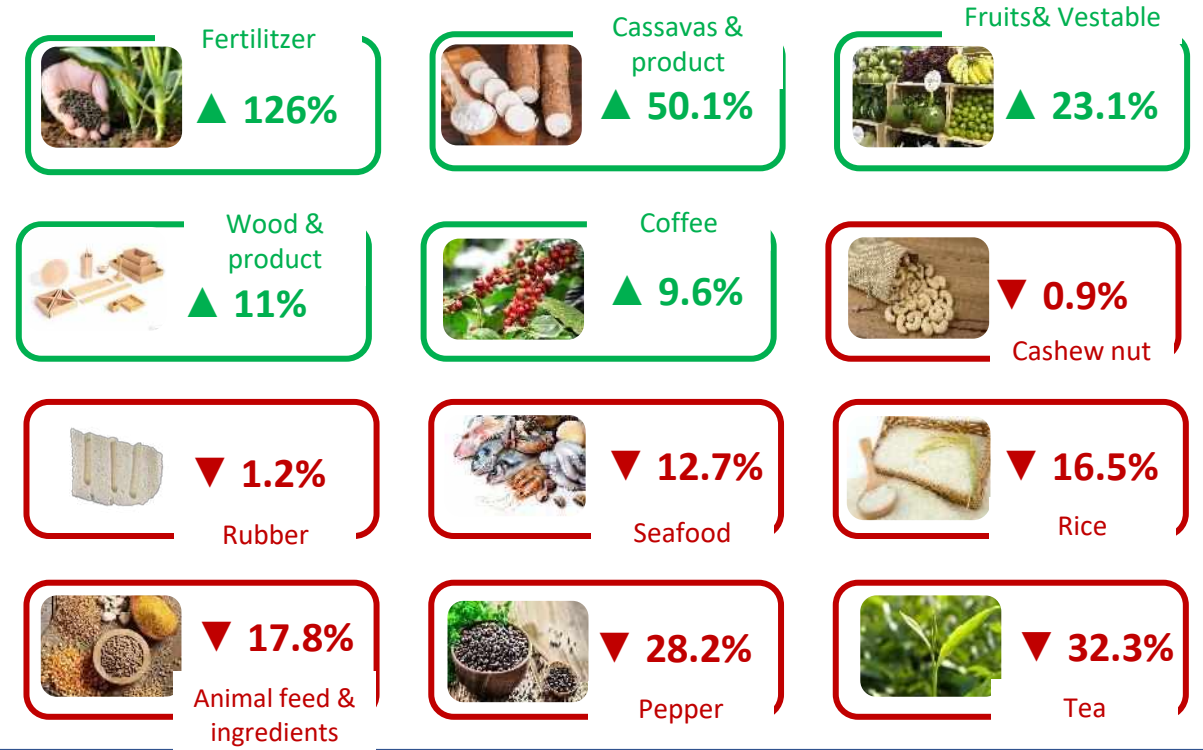 Fertilitzer
▲ 126%
Cassavas &
product
▲ 50.1%
Fruits& Vestable
▲ 23.1%
Wood &
product
▲ 11%
Coffee
▲ 9.6%
▼ 0.9%
Cashew nut
▼ 1.2%
Rubber
▼ 12.7%
Seafood
▼ 16.5%
Rice
▼ 17.8%
Animal feed &
ingredients
▼ 28.2%
Pepper
▼ 32.3%
Tea